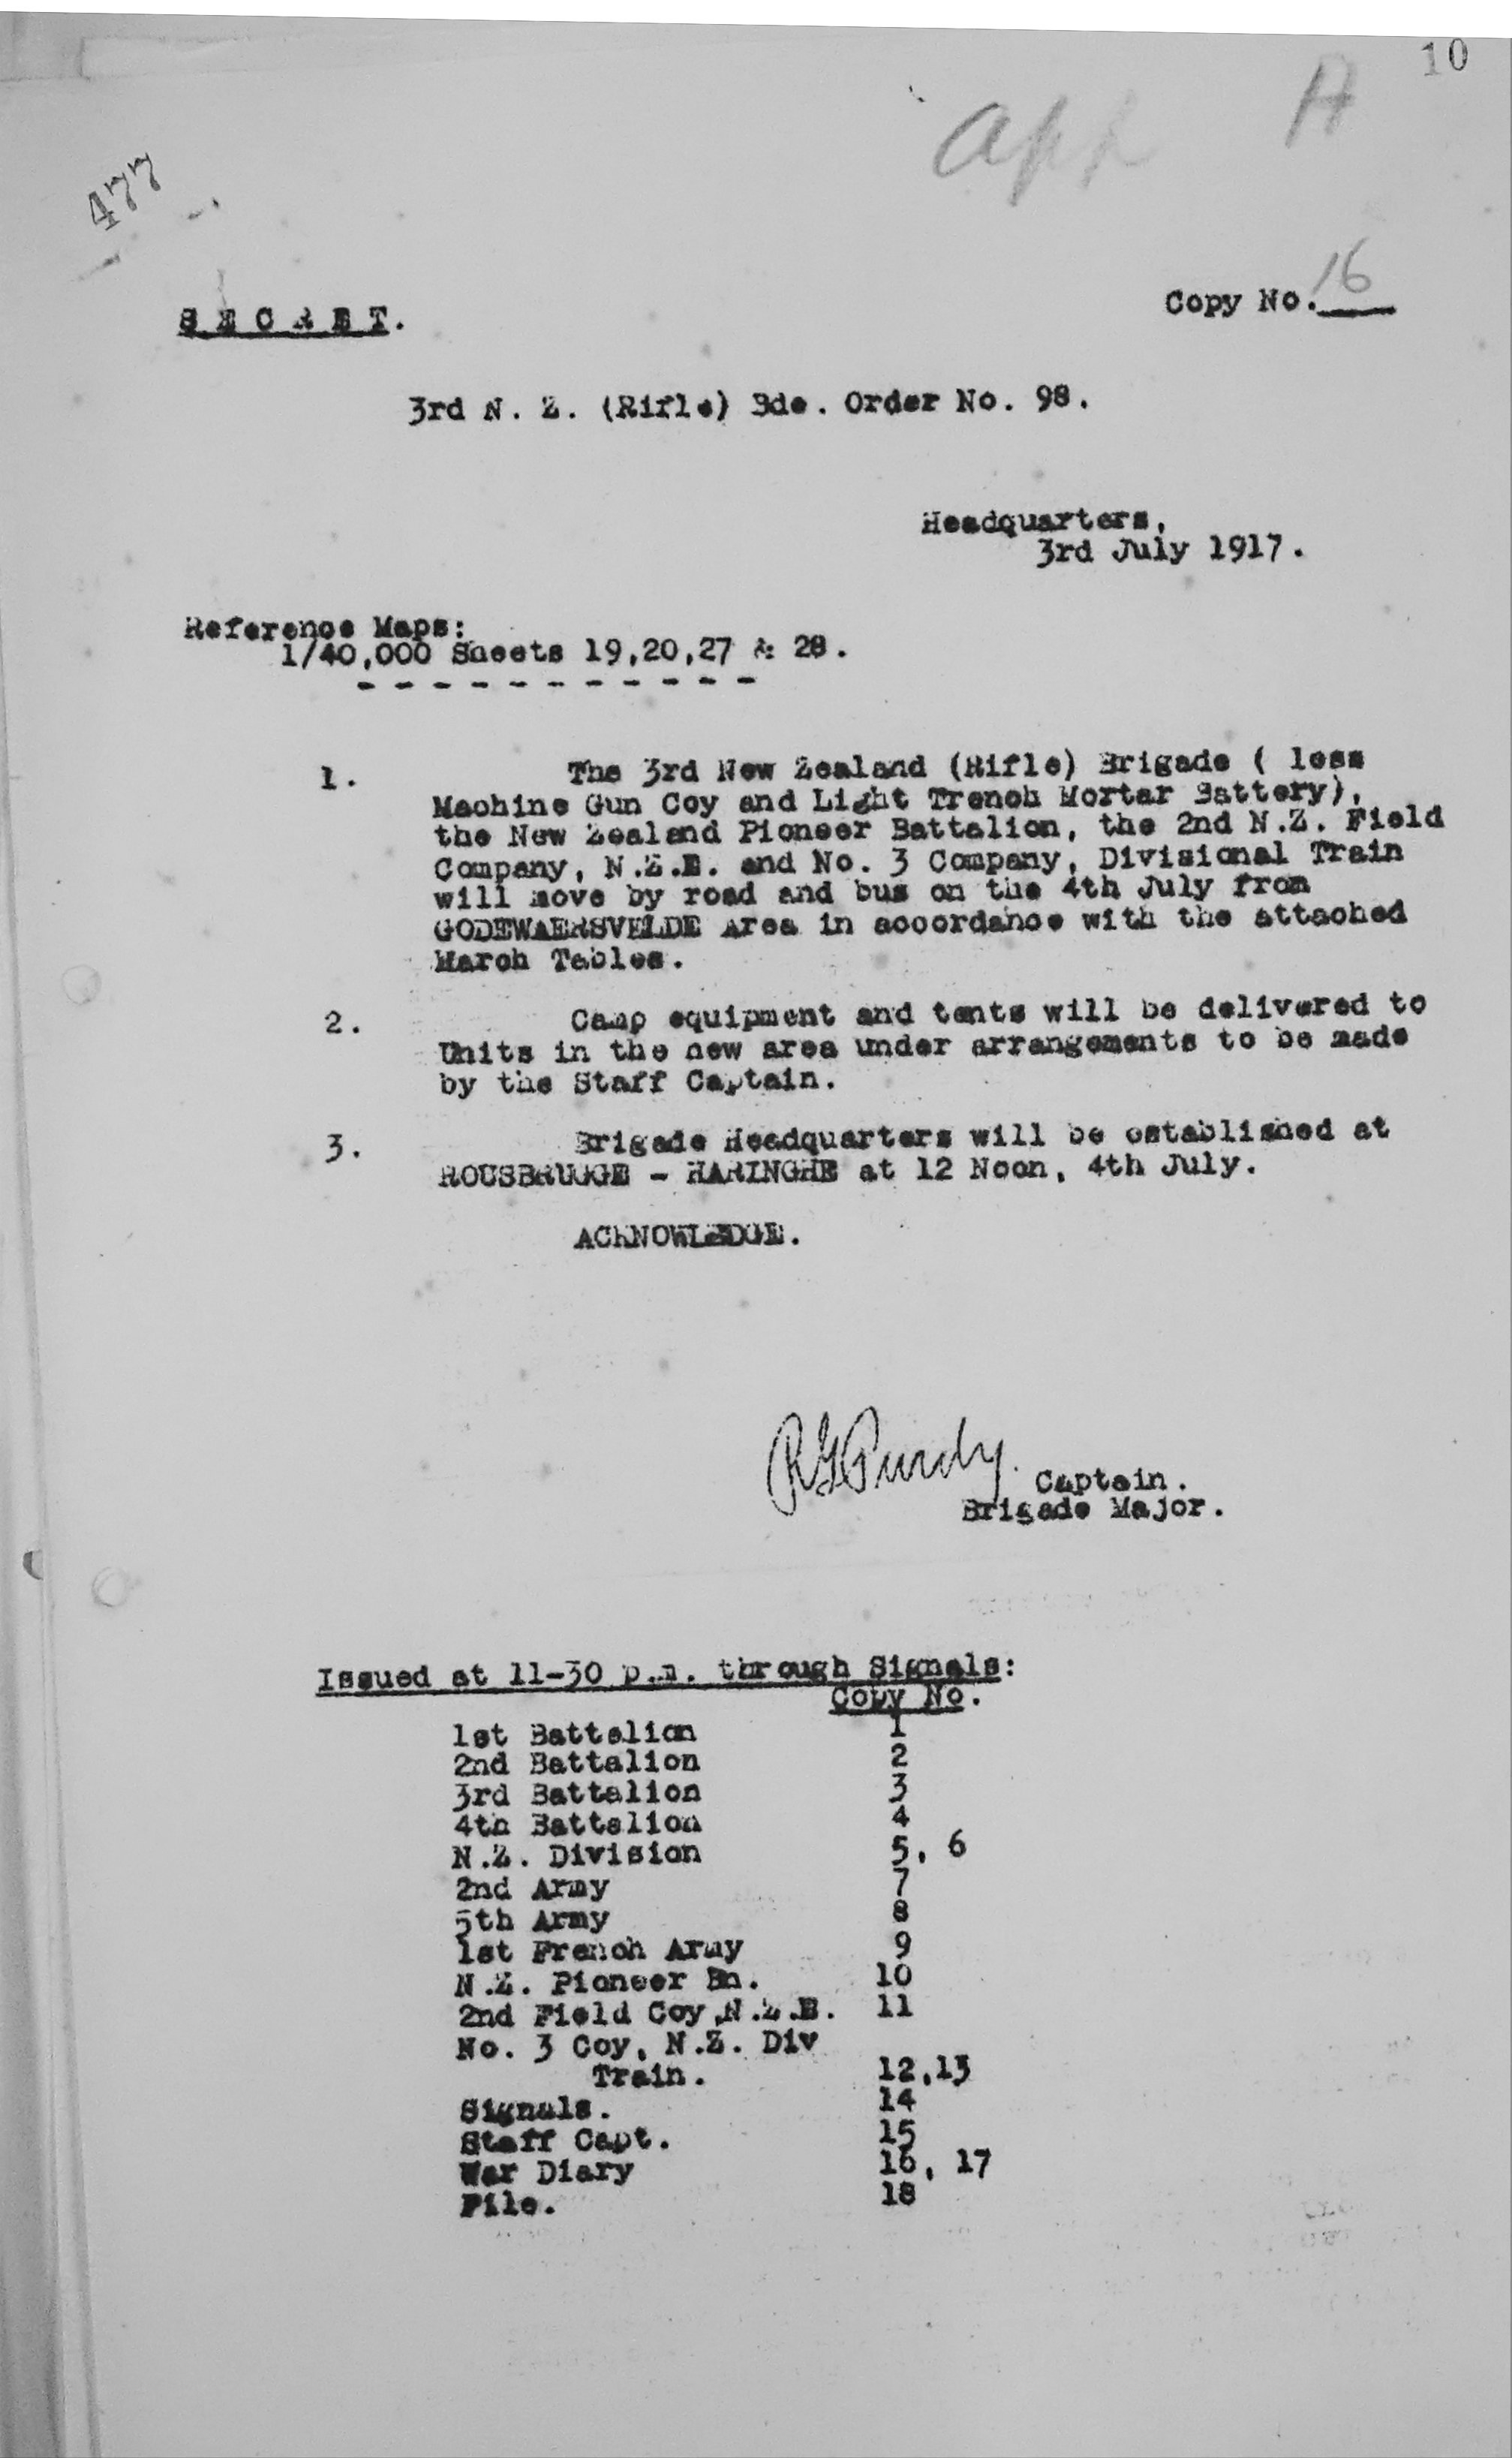 10
App A
477
SECRET.
Copy No. 16
3rd N. Z. (Rifle) Bde. Order No. 98.
Headquarters,
3rd July 1917.
Reference Maps:
1/40,000 Sheets 19,20,27 & 28.
- - - - - - - - - - -
1. The 3rd New Zealand (Rifle) Brigade ( less
Machine Gun Coy and Light Trench Mortar Battery),
the New Zealand Pioneer Battalion, the 2nd N.Z. Field
Company, N.Z.E. and No. 3 Company, Divisional Train
will move by road and bus on the 4th July from
GODEWAERSVELDE Area in accordance with the attached
March Tables.
2. Camp equipment and tents will be delivered to
Units in the new area under arrangements to be made
by the Staff Captain.
3. Brigade Headquarters will be established at
ROUSBRUGGE - HARINGHE at 12 Noon, 4th July.
ACKNOWLEDGE.
RGPurdy. Captain.
Brigade Major.
Issued at 11-30 p.m. through Signals:
Copy No.
1st Battalion 1
2nd Battalion 2
3rd Battalion 3
4th Battalion 4
N.Z. Division 5, 6
2nd Army 7
5th Army 8
1st French Army 9
N.Z. Pioneer Bn. 10
2nd Field Coy,N.Z.E. 11
No. 3 Coy, N.Z. Div
Train. 12,13
Signals. 14
Staff Capt. 15
War Diary 16, 17
File. 18